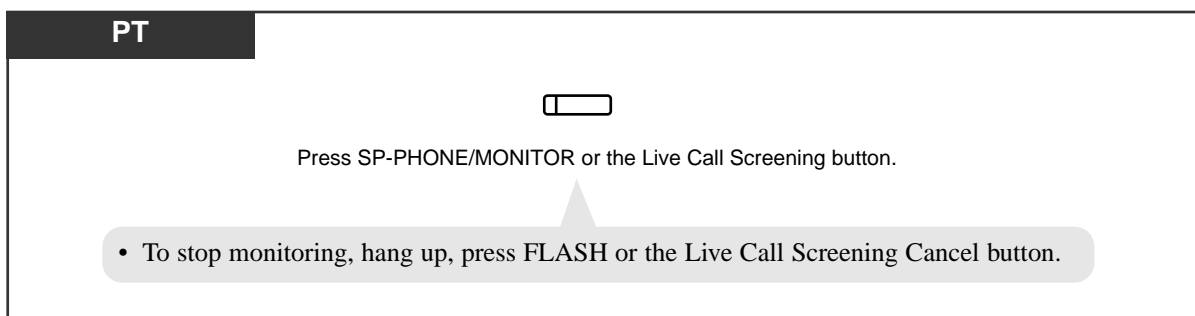 PT
Press SP-PHONE/MONITOR or the Live Call Screening button.
• To stop monitoring, hang up, press FLASH or the Live Call Screening Cancel button.